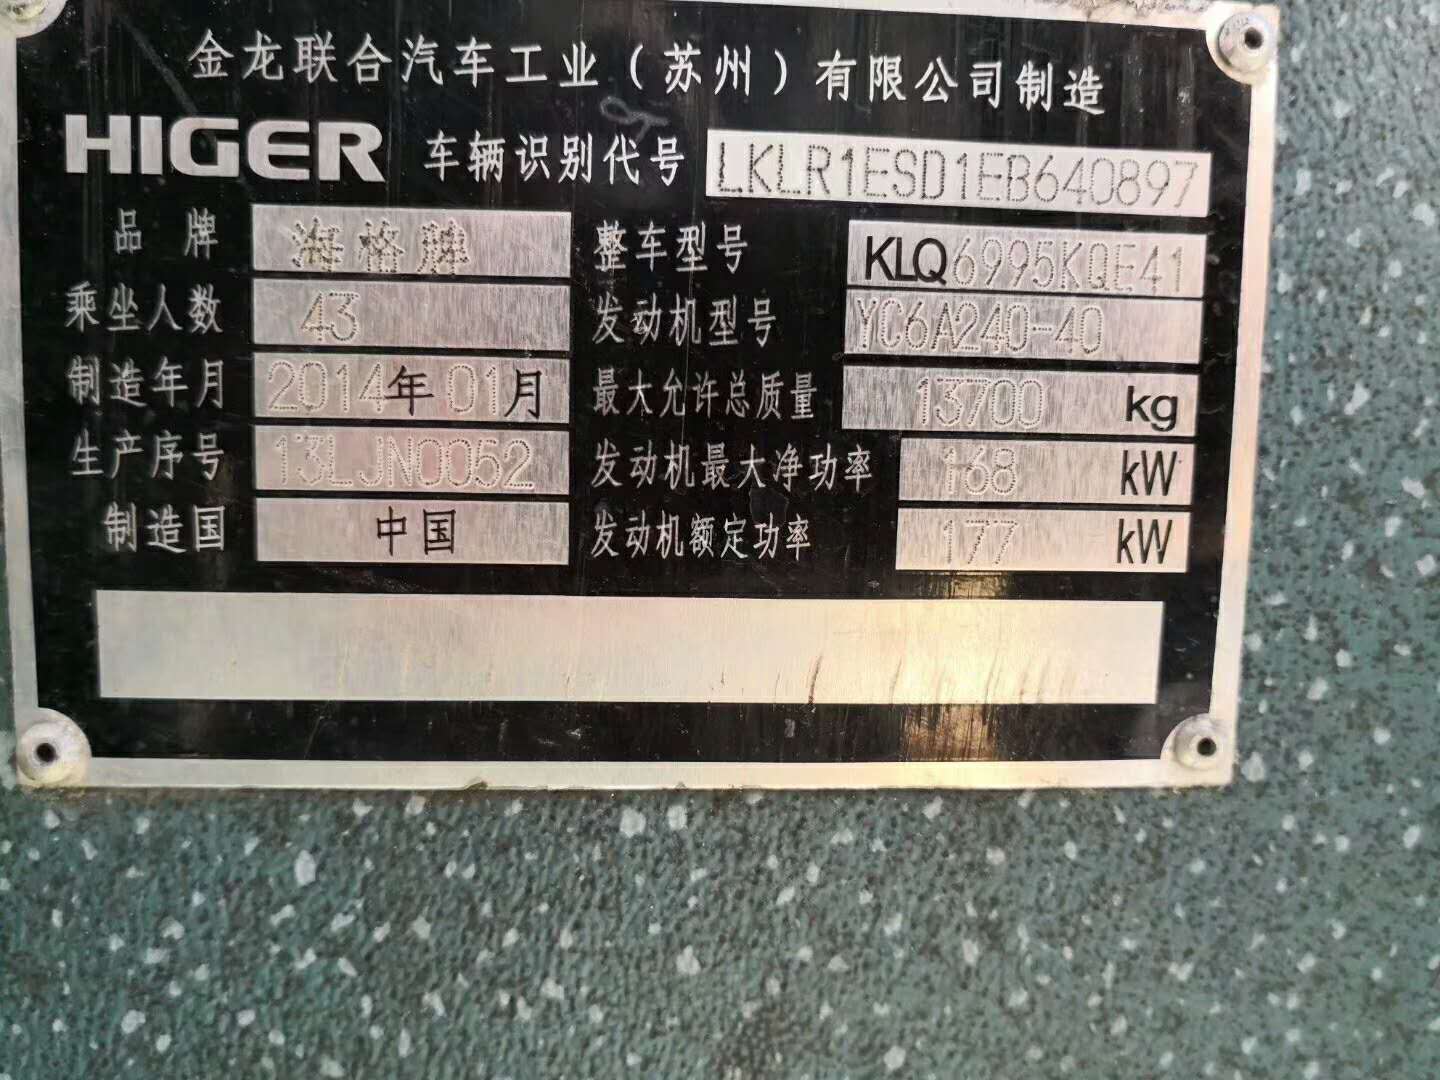 金龙联合汽车工业（苏州）有限公司制造
HIGER 车辆识别代号 LKLR1ESD1EB640897
品牌 海格牌 整车型号 KLQ6995KQE41
乘坐人数 43 发动机型号 YC6A240-40
制造年月 2014年01月 最大允许总质量 13700 kg
生产序号 13LJN0052 发动机最大净功率 168 kW
制造国 中国 发动机额定功率 177 kW